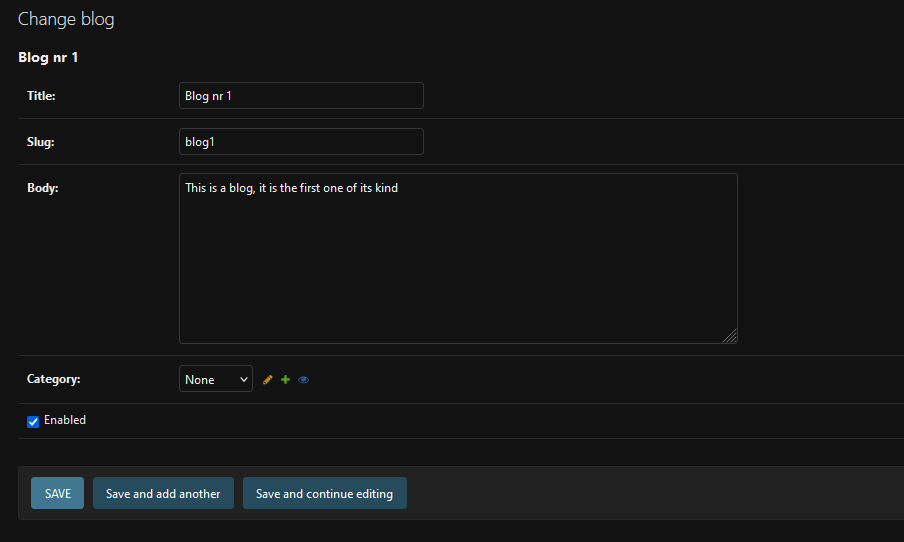 Change blog
Blog nr 1
Title: Blog nr 1
Slug: blog1
Body: This is a blog, it is the first one of its kind
Category: None
Enabled
SAVE Save and add another Save and continue editing